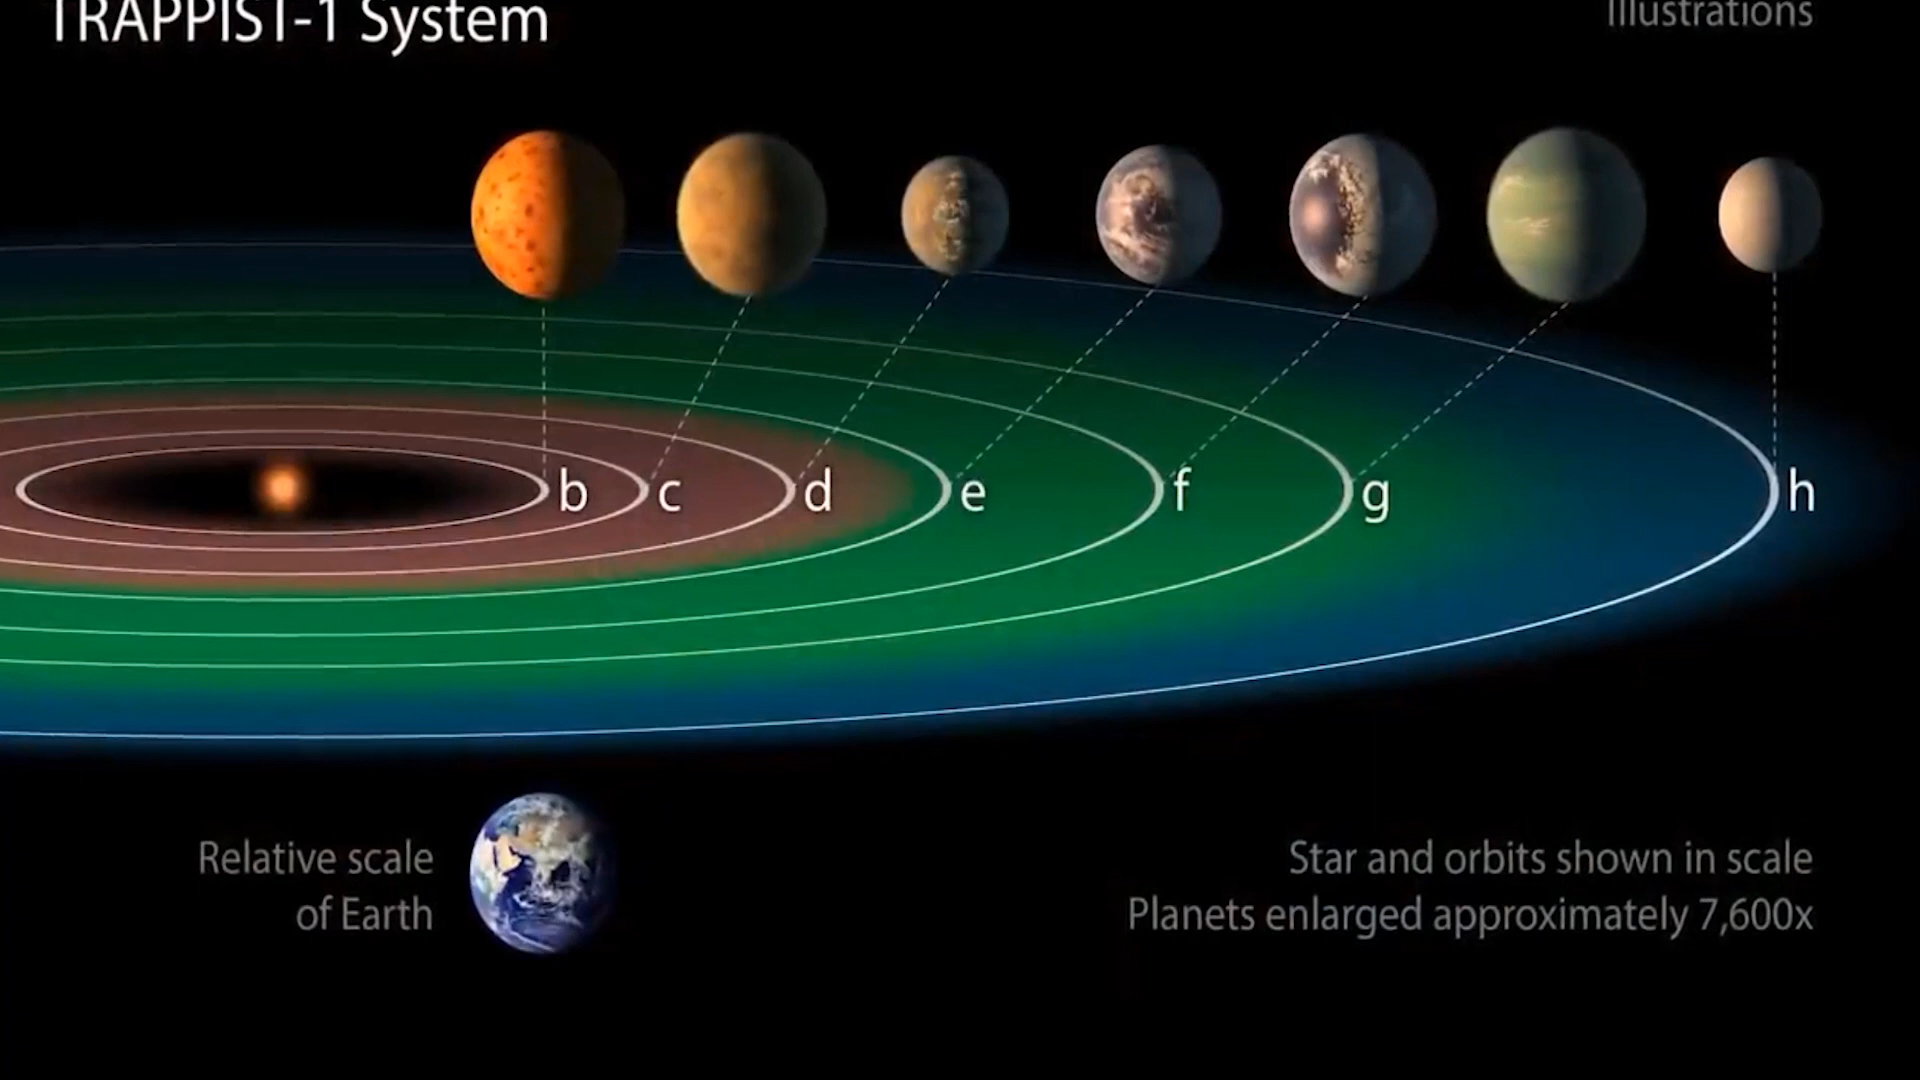 TRAPPIST-1 System
Illustrations
b c d e f g h
Relative scale
of Earth
Star and orbits shown in scale
Planets enlarged approximately 7,600x